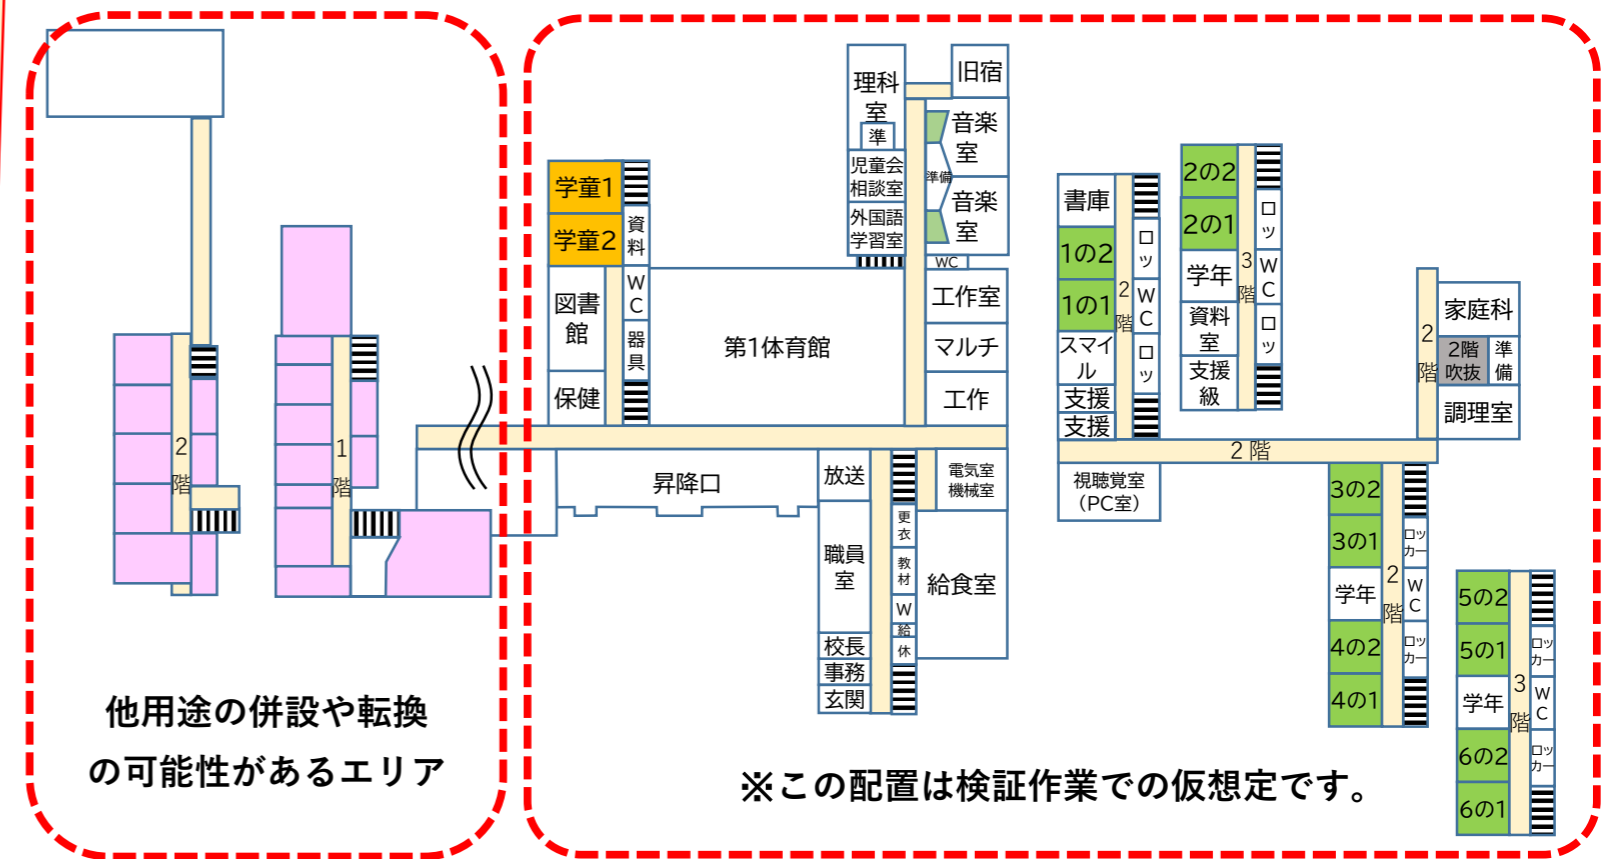 2
階
1
階
他用途の併設や転換
の可能性があるエリア
学童1
学童2
図書
館
保健
資
料
W
C
器
具
第1体育館
理科
室
準
児童会
相談室
外国語
学習室
旧宿
音楽
室
準備
音楽
室
WC
工作室
マルチ
工作
昇降口
放送
職員
室
校長
事務
玄関
更
衣
教
材
W
給
休
電気室
機械室
給食室
書庫
1の2
1の1
スマイ
ル
支援
支援
2
階
ロ
ッ
W
C
ロ
ッ
2の2
2の1
学年
資料
室
支援
級
3
階
ロ
ッ
W
C
ロ
ッ
2
階
家庭科
2階
吹抜
準
備
調理室
2階
視聴覚室
（PC室）
3の2
3の1
学年
4の2
4の1
2
階
ロッ
カー
W
C
ロッ
カー
5の2
5の1
学年
6の2
6の1
3
階
ロッ
カー
W
C
ロッ
カー
※この配置は検証作業での仮想定です。